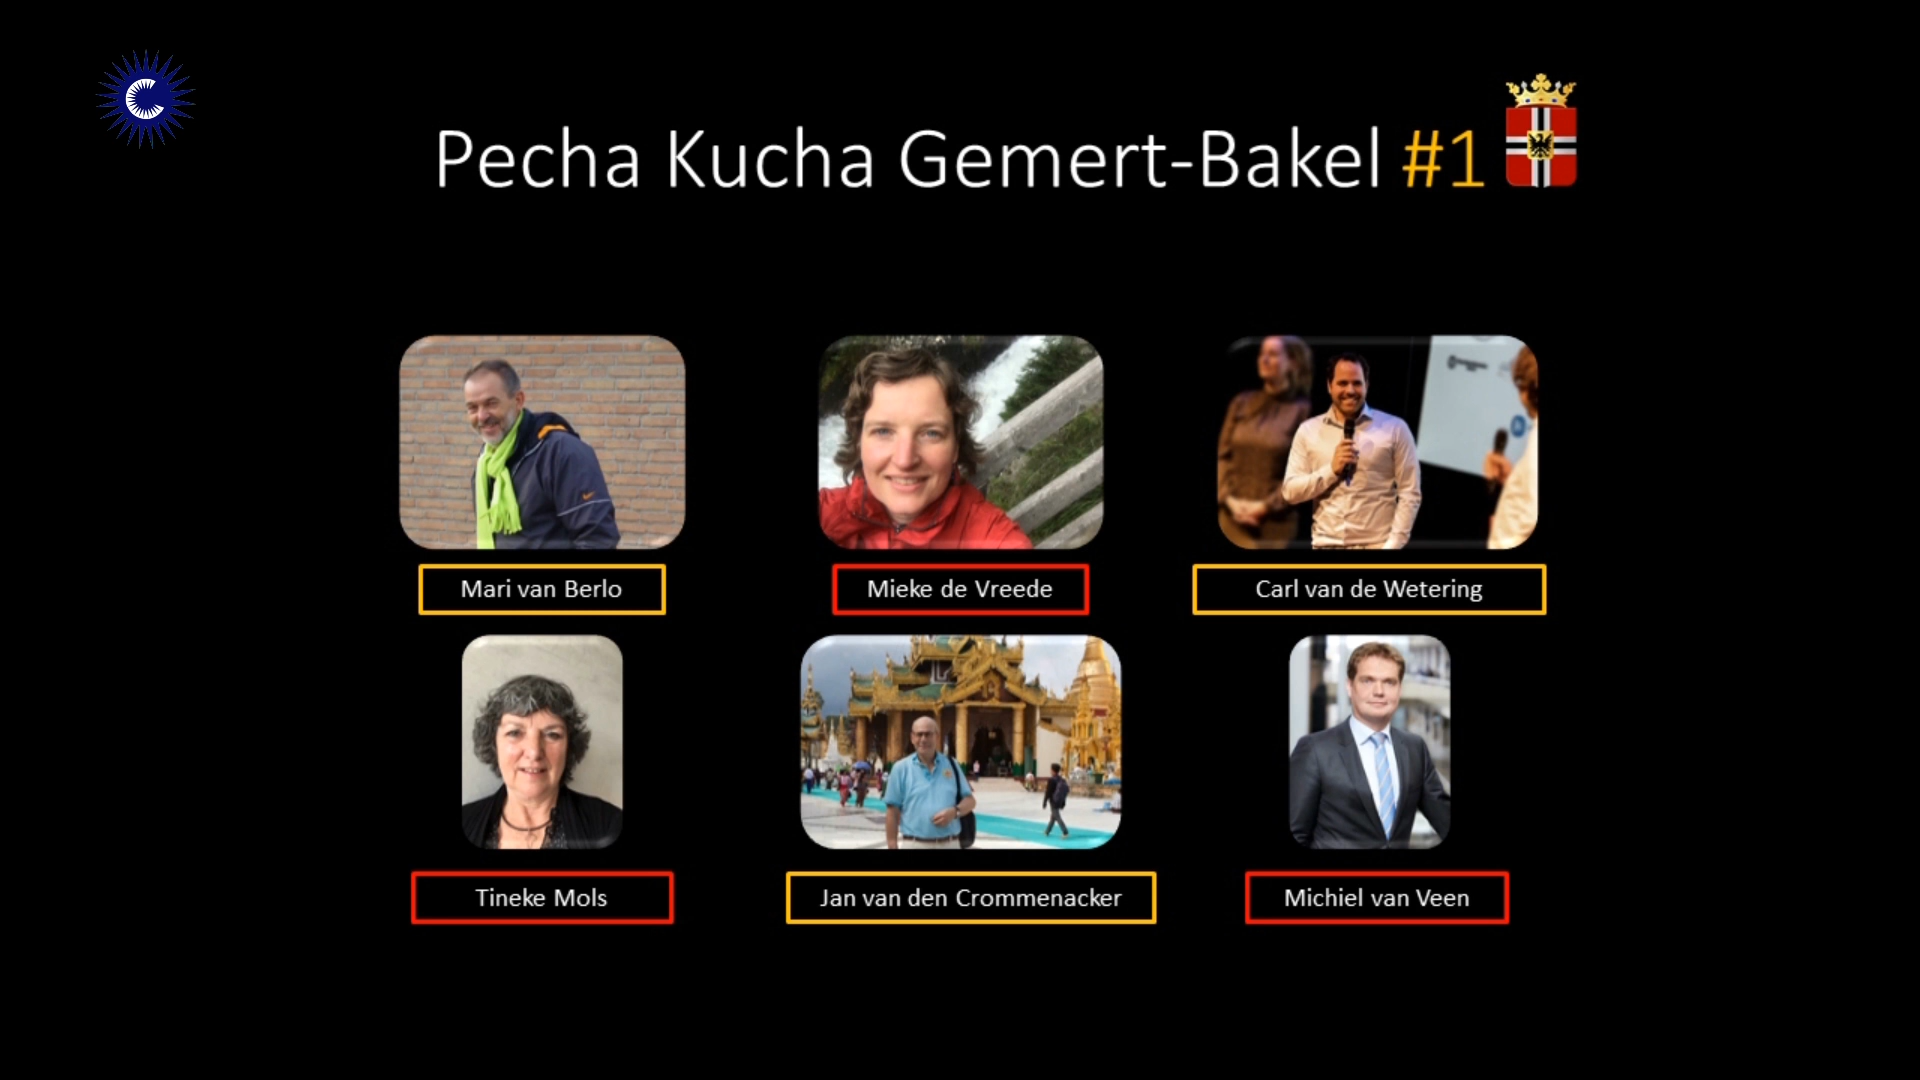 Pecha Kucha Gemert-Bakel #1
Mari van Berlo
Mieke de Vreede
Carl van de Wetering
Tineke Mols
Jan van den Crommenacker
Michiel van Veen